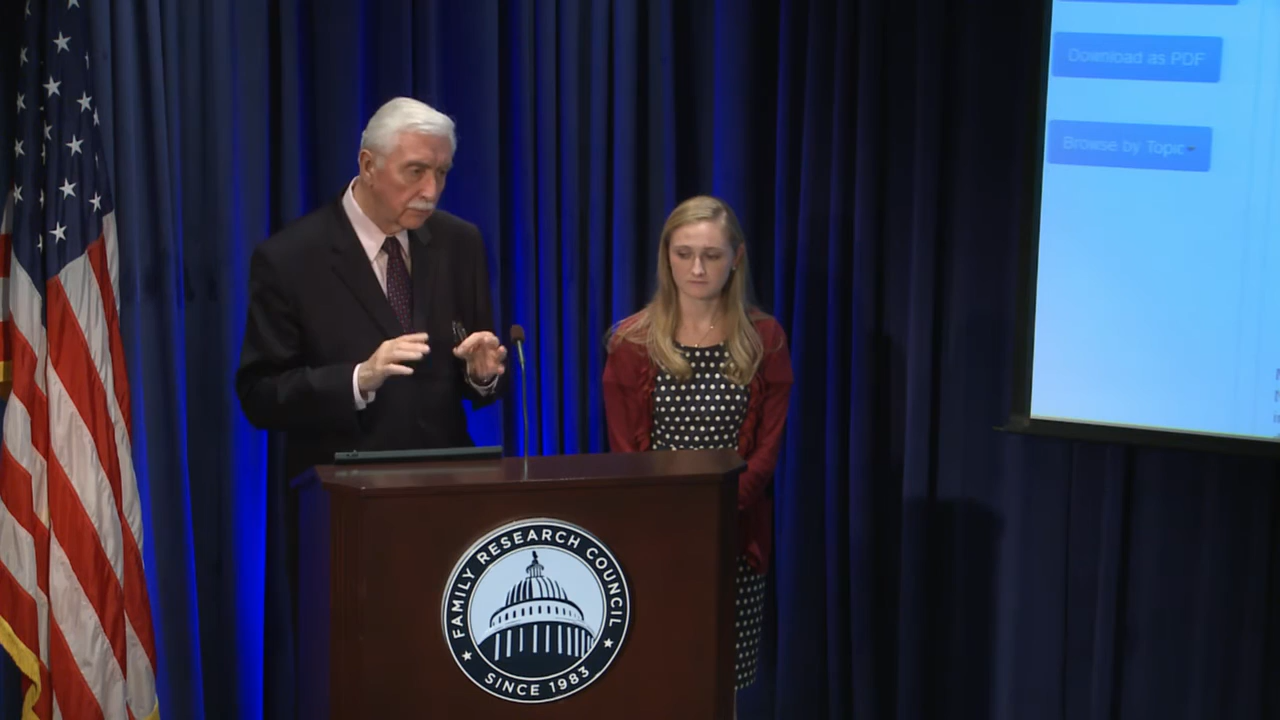 Download as PDF
Browse by Topic
FAMILY RESEARCH COUNCIL
SINCE 1983